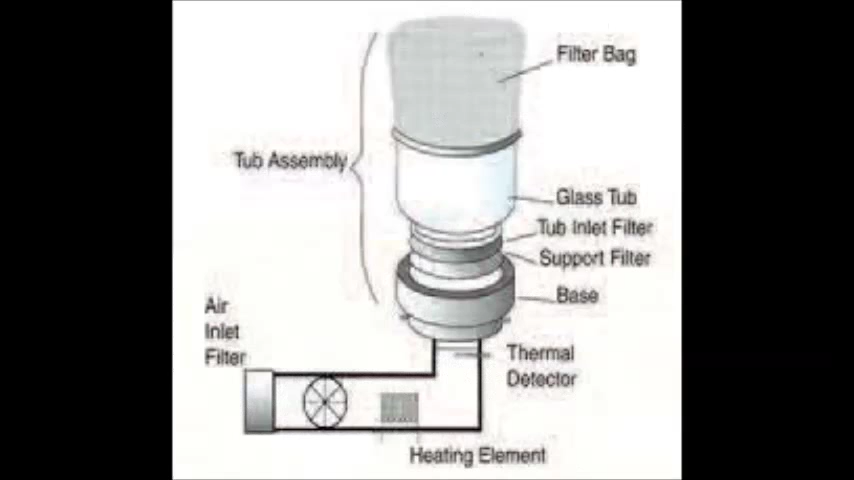 Filter Bag
Tub Assembly
Glass Tub
Tub Inlet Filter
Support Filter
Base
Air
Inlet
Filter
Thermal
Detector
Heating Element